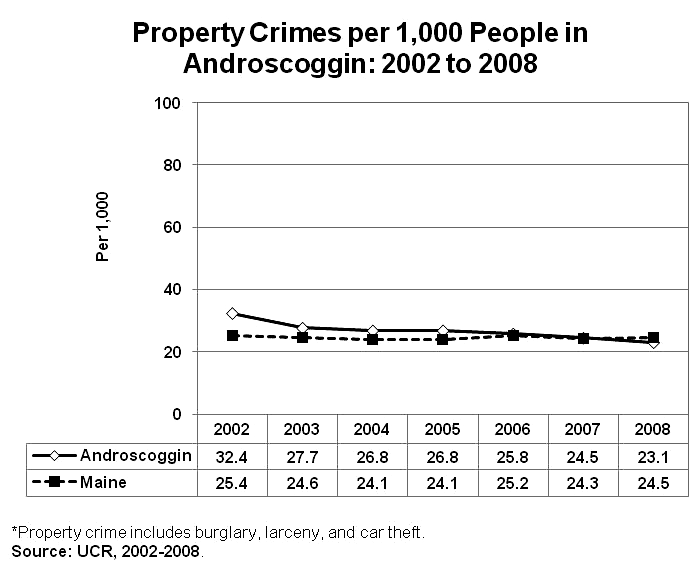 Property Crimes per 1,000 People in
Androscoggin: 2002 to 2008
100
80
60
40
20
0
Per 1,000
2002 2003 2004 2005 2006 2007 2008
Androscoggin 32.4 27.7 26.8 26.8 25.8 24.5 23.1
Maine 25.4 24.6 24.1 24.1 25.2 24.3 24.5
*Property crime includes burglary, larceny, and car theft.
Source: UCR, 2002-2008.